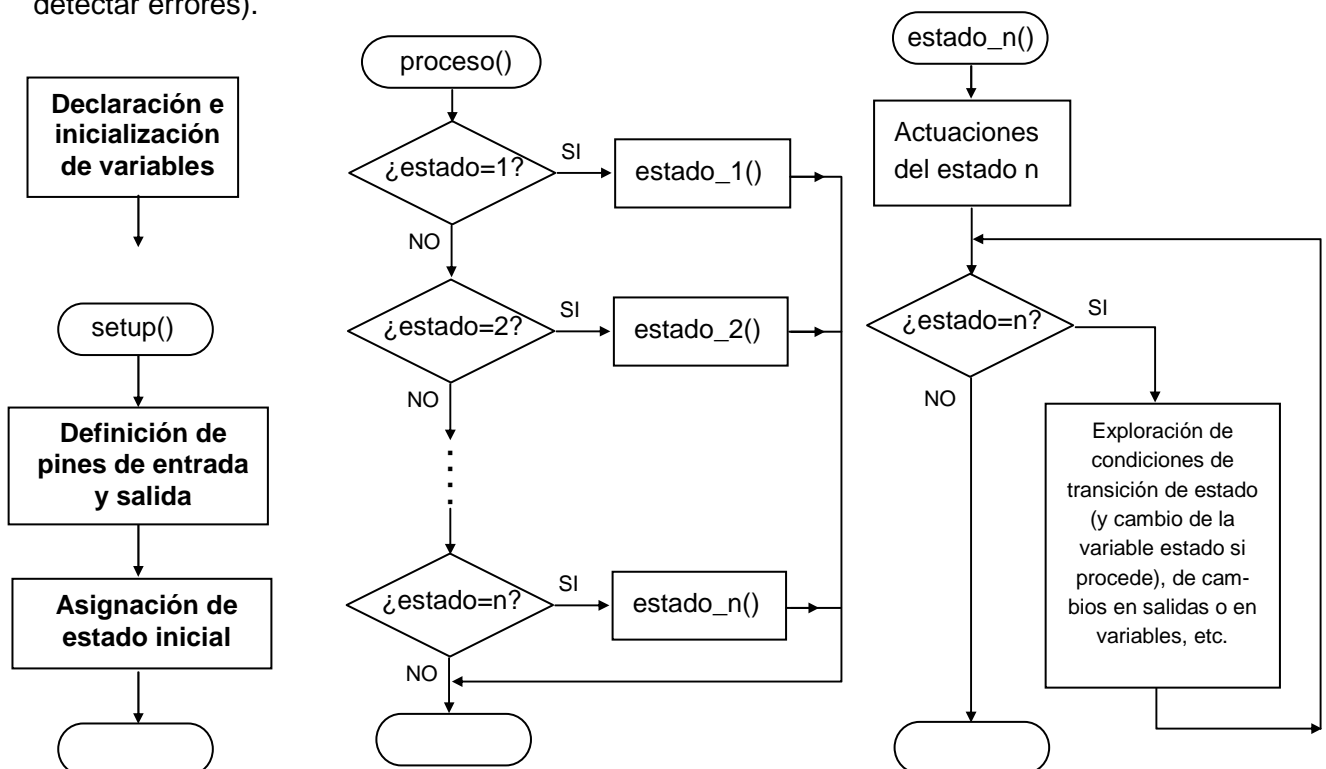 detectar errores).
Declaración e
inicialización
de variables
setup()
Definición de
pines de entrada
y salida
Asignación de
estado inicial
proceso()
¿estado=1?
SI
estado_1()
NO
¿estado=2?
SI
estado_2()
NO
¿estado=n?
SI
estado_n()
NO
estado_n()
Actuaciones
del estado n
¿estado=n?
SI
NO
Exploración de
condiciones de
transición de estado
(y cambio de la
variable estado si
procede), de cam-
bios en salidas o en
variables, etc.